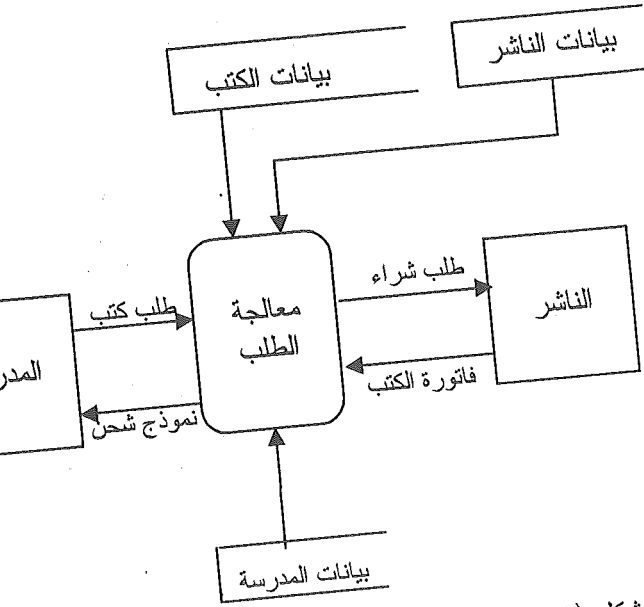 بيانات الناشر
بيانات الكتب
طلب شراء
الناشر
معالجة
الطلب
طلب كتب
فاتورة الكتب
نموذج شحن
بيانات المدرسة